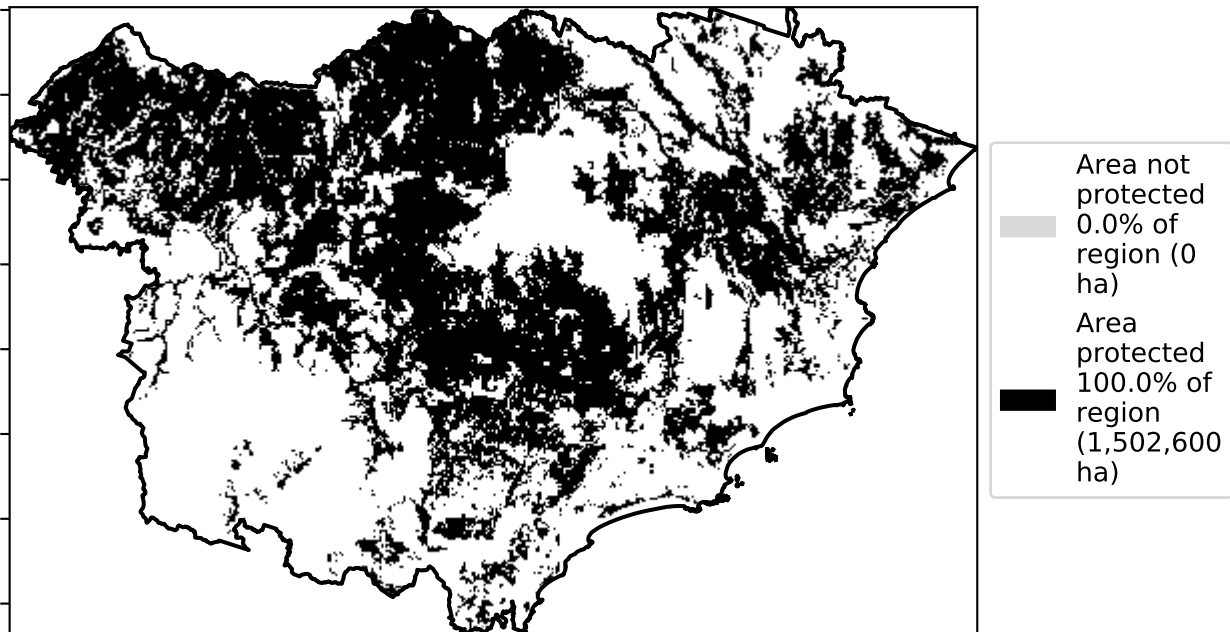 Area not
protected
0.0% of
region (0
ha)
Area
protected
100.0% of
region
(1,502,600
ha)